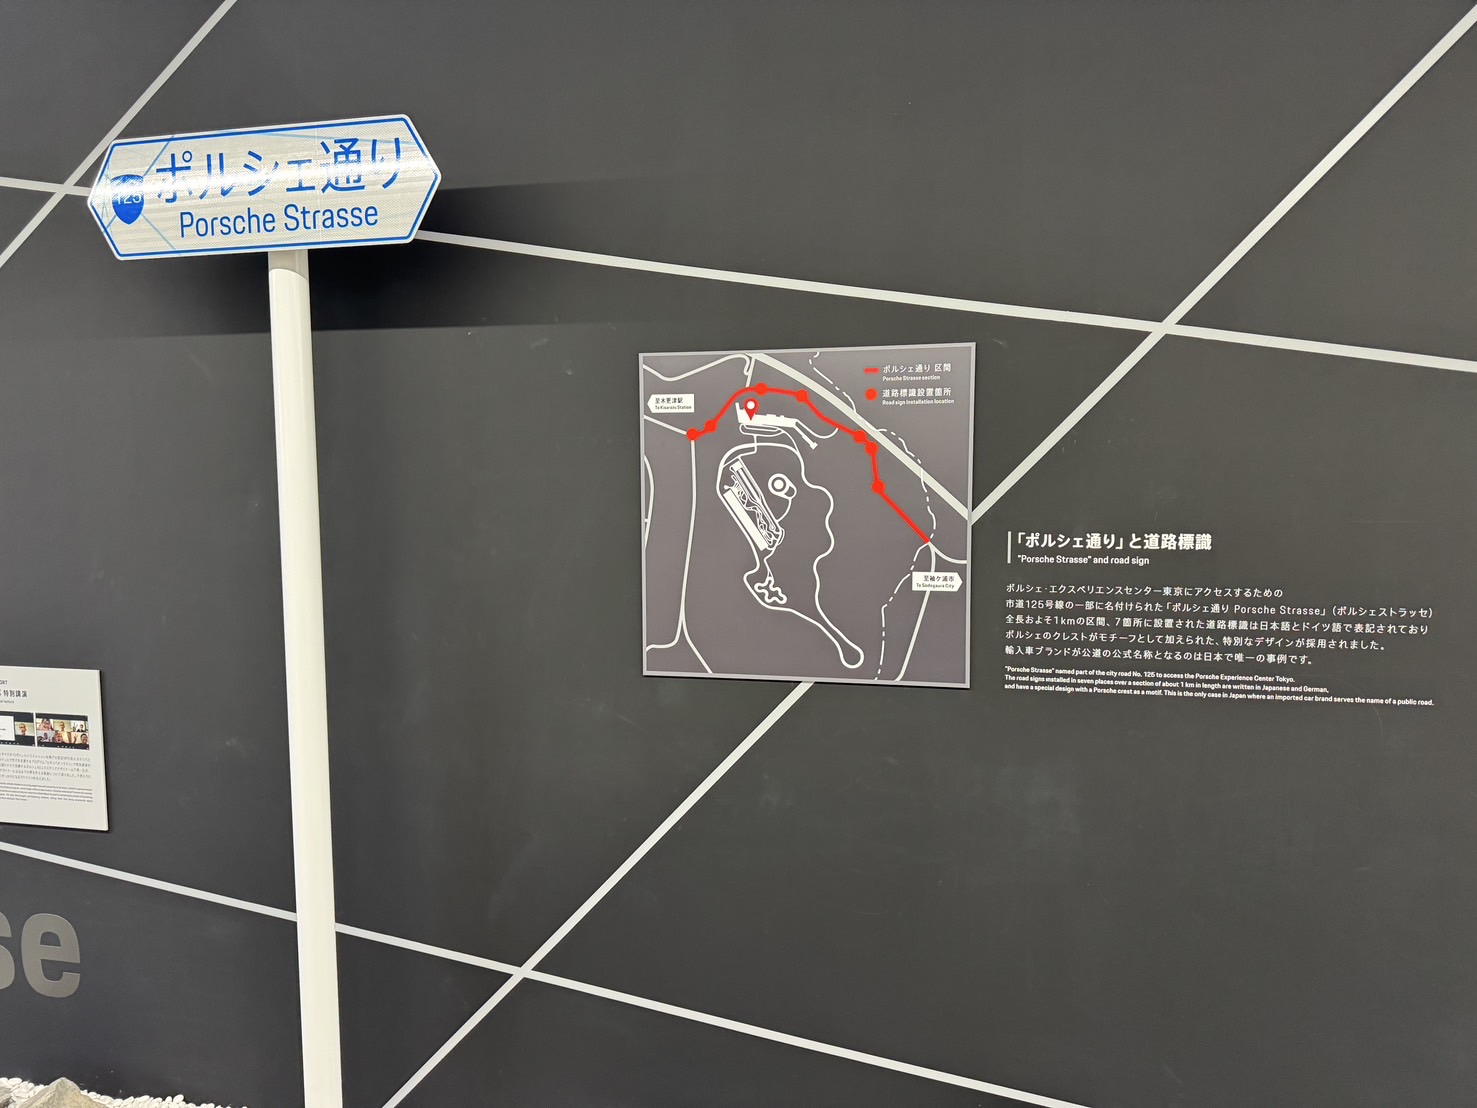 125
ポルシェ通り
Porsche Strasse
ポルシェ通り 区間
Porsche Strasse section
道路標識設置箇所
Road sign installation location
至木更津駅
To Kisarazu Station
至袖ケ浦市
To Sodegaura City
「ポルシェ通り」と道路標識
"Porsche Strasse" and road sign
ポルシェ・エクスペリエンスセンター東京にアクセスするための
市道125号線の一部に名付けられた「ポルシェ通り Porsche Strasse」（ポルシェストラッセ）
全長およそ1kmの区間、7箇所に設置された道路標識は日本語とドイツ語で表記されており
ポルシェのクレストがモチーフとして加えられた、特別なデザインが採用されました。
輸入車ブランドが公道の公式名称となるのは日本で唯一の事例です。
"Porsche Strasse" named part of the city road No. 125 to access the Porsche Experience Center Tokyo.
The road signs installed in seven places over a section of about 1 km in length are written in Japanese and German,
and have a special design with a Porsche crest as a motif. This is the only case in Japan where an imported car brand serves the name of a public road.
特別講演
se